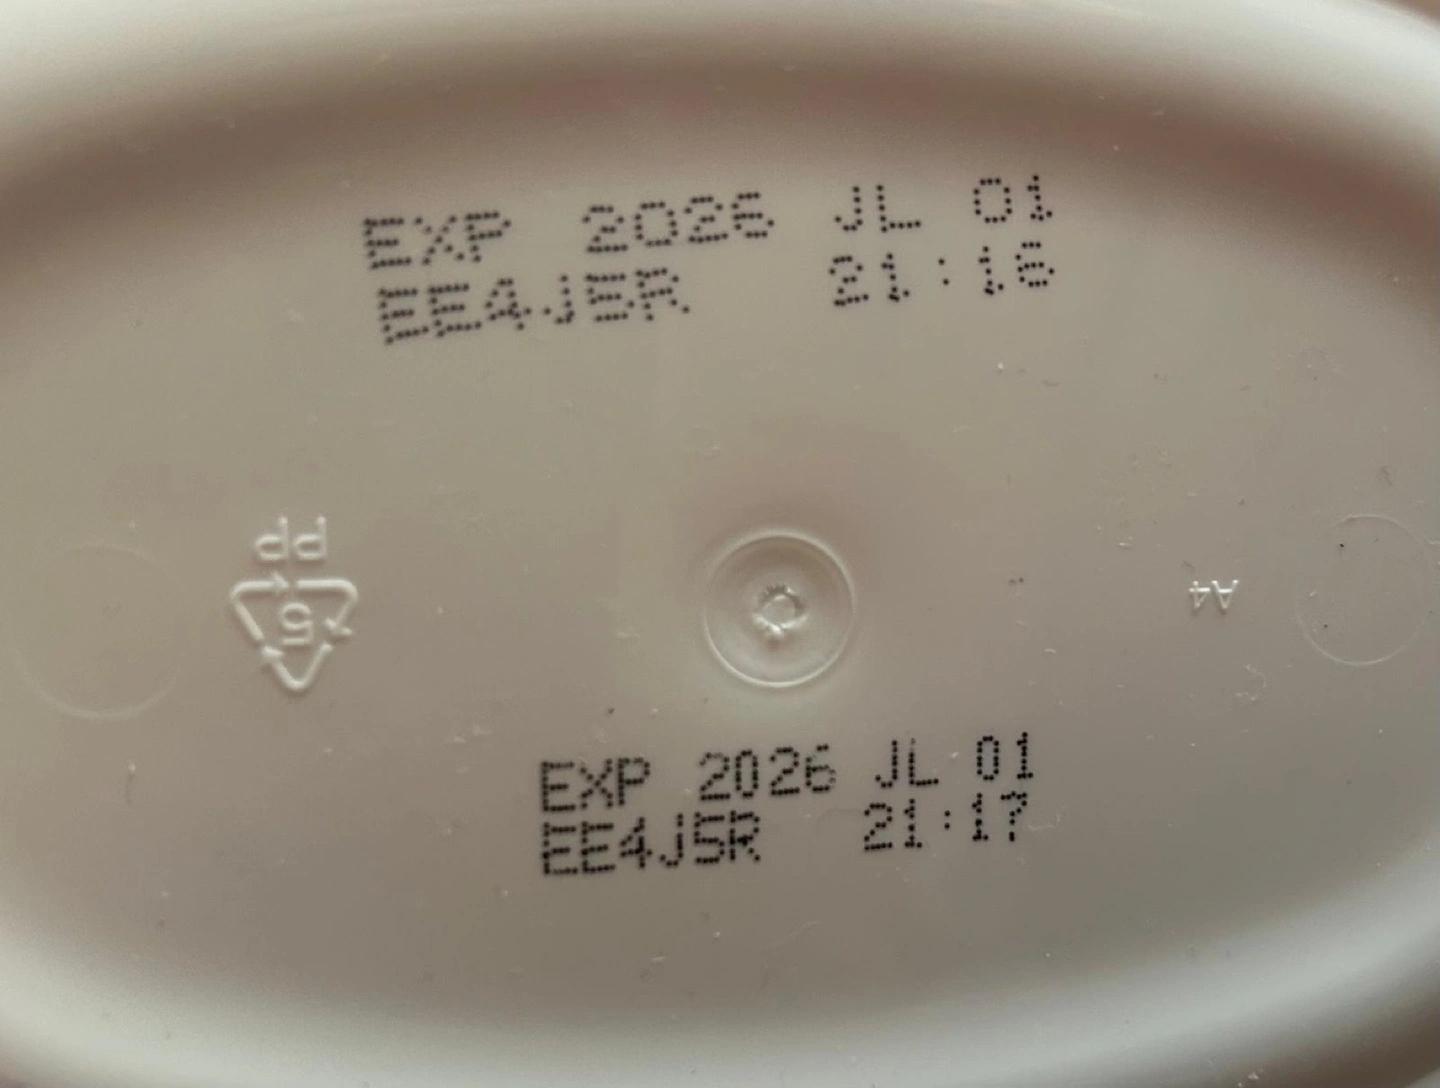 EXP 2026 JL 01
EE4J5R 21:16
PP
5
A4
EXP 2026 JL 01
EE4J5R 21:17